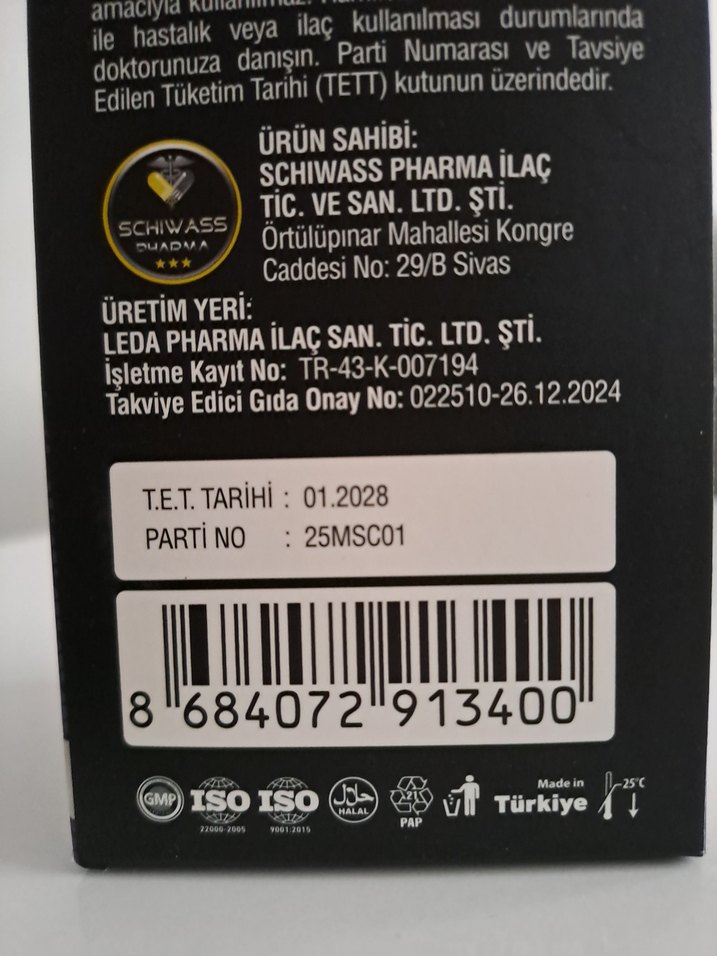 amacıyla kullanılmaz.
ile hastalık veya ilaç kullanılması durumlarında
doktorunuza danışın. Parti Numarası ve Tavsiye
Edilen Tüketim Tarihi (TETT) kutunun üzerindedir.
SCHIWASS
PHARMA
ÜRÜN SAHİBİ:
SCHIWASS PHARMA İLAÇ
TİC. VE SAN. LTD. ŞTİ.
Örtülüpınar Mahallesi Kongre
Caddesi No: 29/B Sivas
ÜRETİM YERİ:
LEDA PHARMA İLAÇ SAN. TİC. LTD. ŞTİ.
İşletme Kayıt No: TR-43-K-007194
Takviye Edici Gıda Onay No: 022510-26.12.2024
T.E.T. TARİHİ : 01.2028
PARTİ NO : 25MSC01
8 684072 913400
GMP
ISO
22000-2005
ISO
9001:2015
حلال
HALAL
21
PAP
Made in
Türkiye
25°C